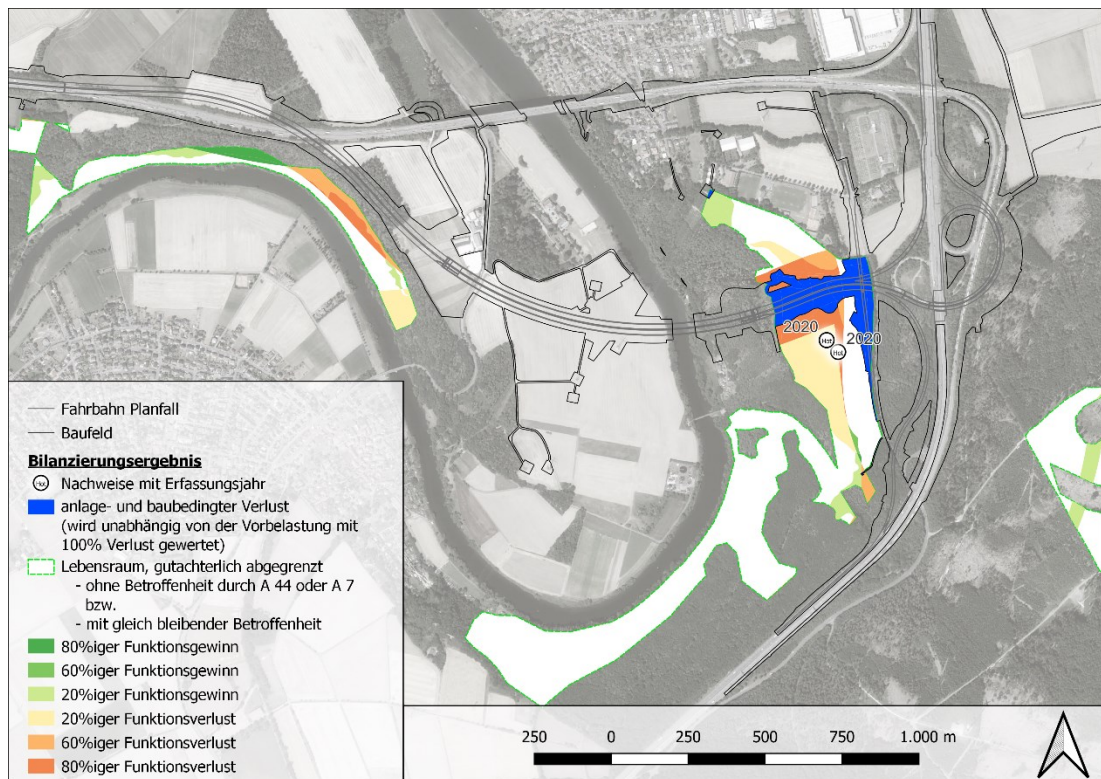 2020
2020
Hot
Hot
Fahrbahn Planfall
Baufeld
Bilanzierungsergebnis
Hot
Nachweise mit Erfassungsjahr
anlage- und baubedingter Verlust
(wird unabhängig von der Vorbelastung mit
100% Verlust gewertet)
Lebensraum, gutachterlich abgegrenzt
- ohne Betroffenheit durch A 44 oder A 7
bzw.
- mit gleich bleibender Betroffenheit
80%iger Funktionsgewinn
60%iger Funktionsgewinn
20%iger Funktionsgewinn
20%iger Funktionsverlust
60%iger Funktionsverlust
80%iger Funktionsverlust
250 0 250 500 750 1.000 m